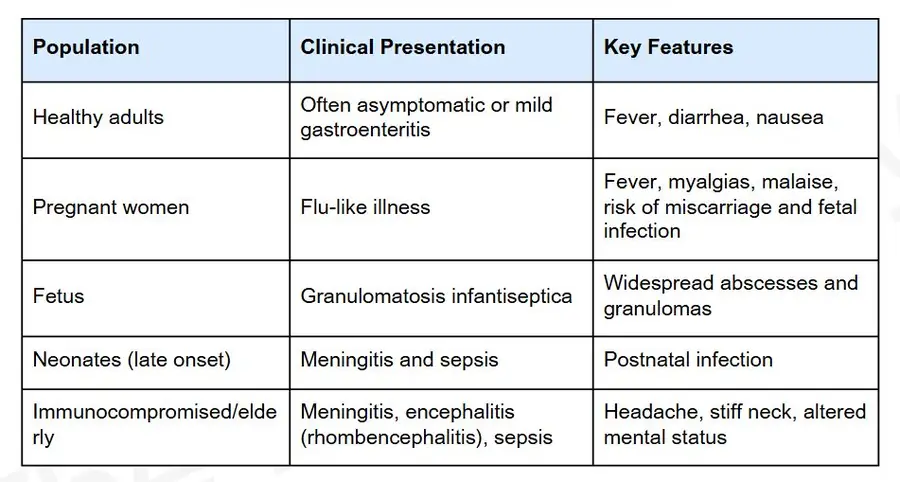 Population
Clinical Presentation
Key Features
Healthy adults
Often asymptomatic or mild
gastroenteritis
Fever, diarrhea, nausea
Pregnant women
Flu-like illness
Fever, myalgias, malaise,
risk of miscarriage and fetal
infection
Fetus
Granulomatosis infantiseptica
Widespread abscesses and
granulomas
Neonates (late onset)
Meningitis and sepsis
Postnatal infection
Immunocompromised/elde
rly
Meningitis, encephalitis
(rhombencephalitis), sepsis
Headache, stiff neck, altered
mental status